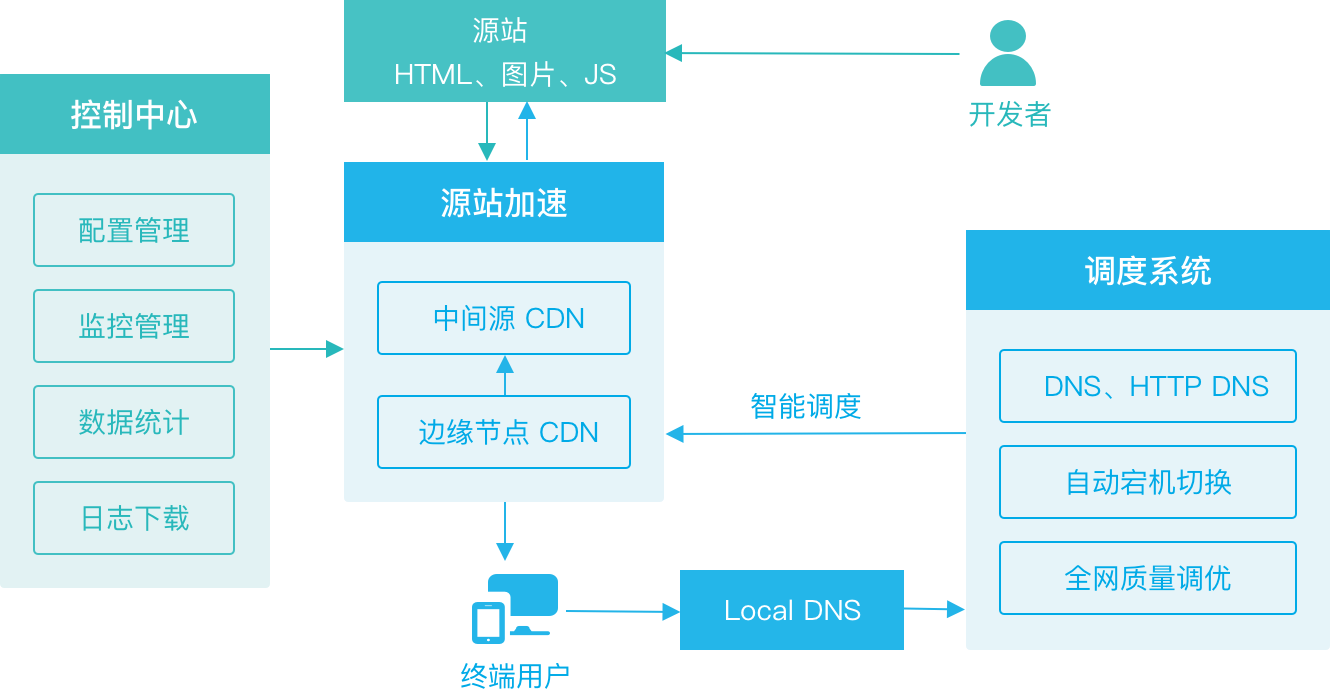 源站
HTML、图片、JS
开发者
控制中心
配置管理
监控管理
数据统计
日志下载
源站加速
中间源 CDN
边缘节点 CDN
智能调度
调度系统
DNS、HTTP DNS
自动宕机切换
全网质量调优
Local DNS
终端用户